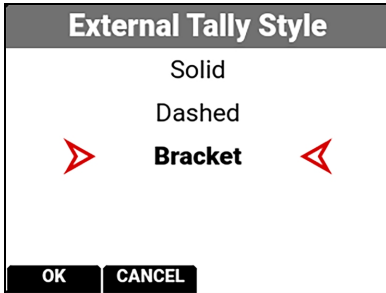 External Tally Style
Solid
Dashed
Bracket
OK CANCEL